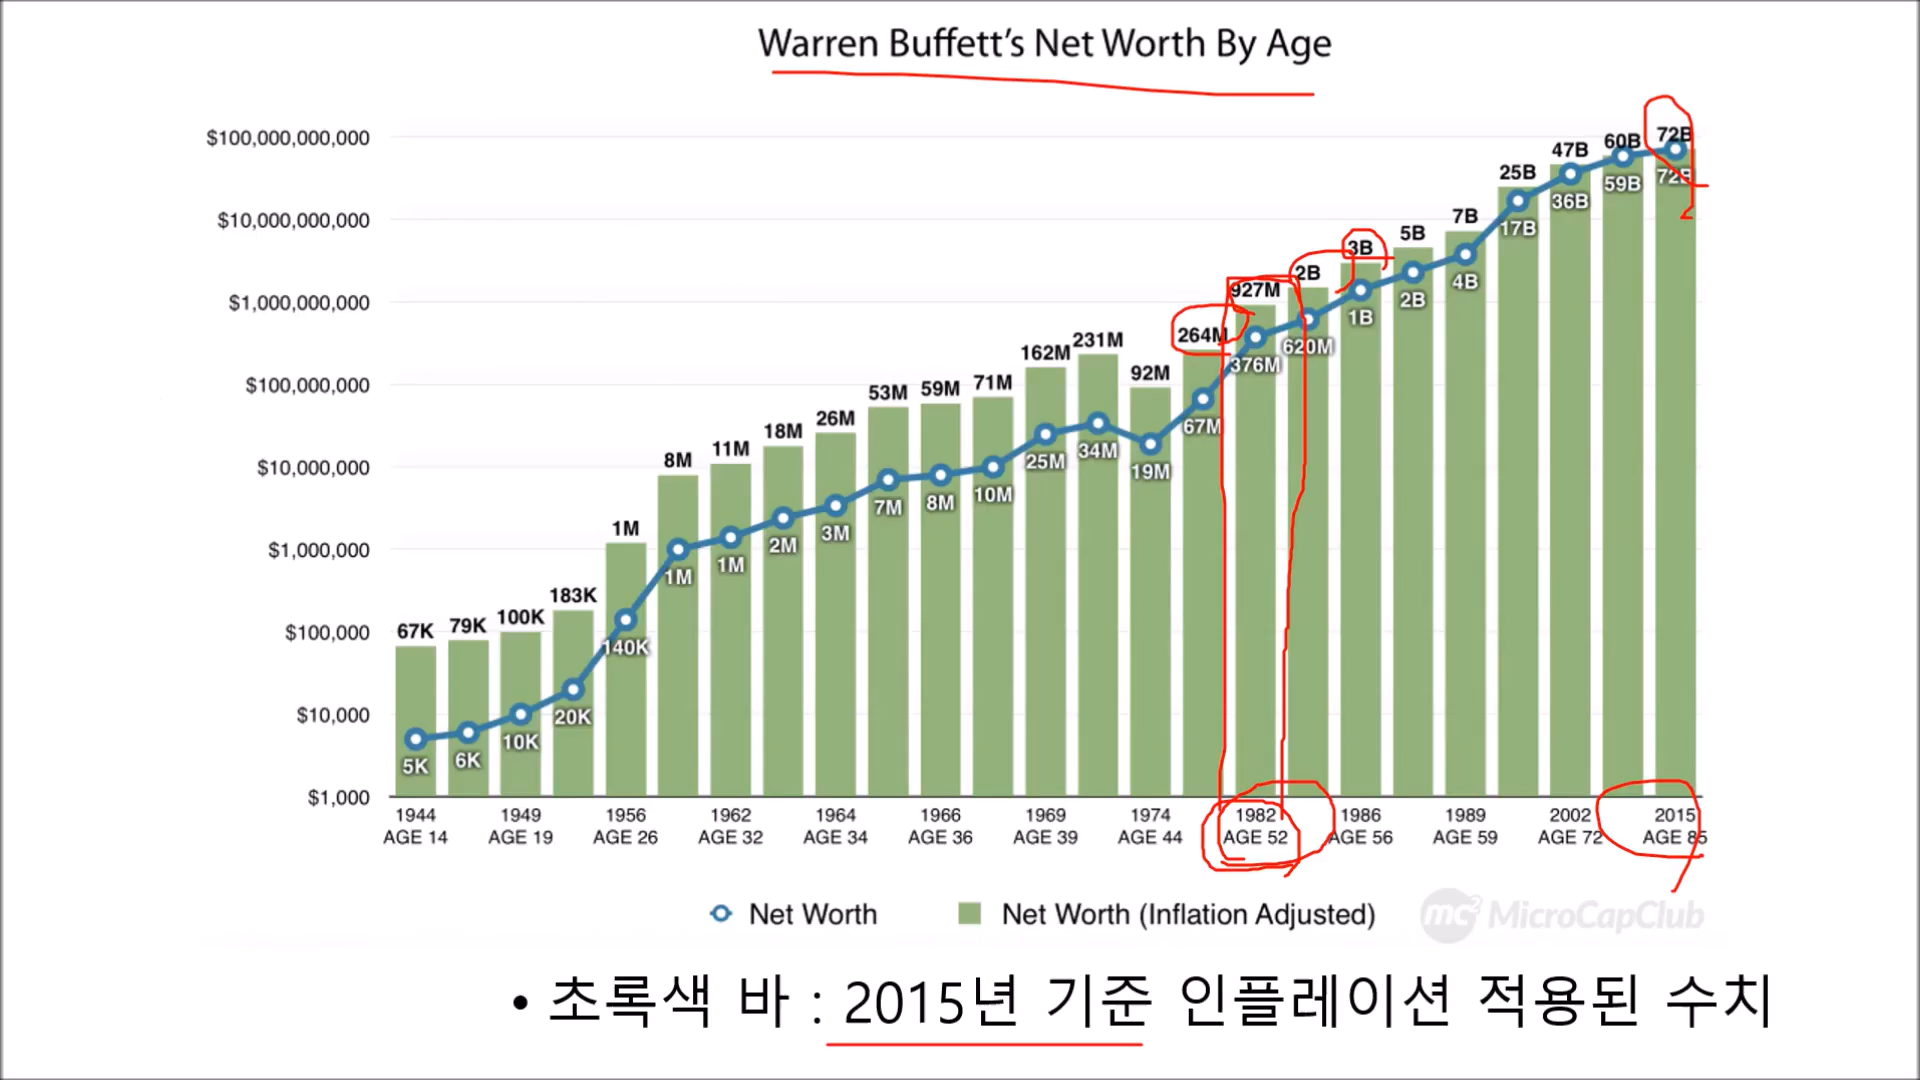 Warren Buffett's Net Worth By Age
$100,000,000,000
$10,000,000,000
$1,000,000,000
$100,000,000
$10,000,000
$1,000,000
$100,000
$10,000
$1,000
67K 79K 100K 183K 1M 8M 11M 18M 26M 53M 59M 71M 162M 231M 92M 264M 927M 2B 3B 5B 7B 25B 47B 60B 72B
5K 6K 10K 20K 140K 1M 1M 2M 3M 7M 8M 10M 25M 34M 19M 67M 376M 620M 1B 2B 4B 17B 36B 59B 72B
1944 1949 1956 1962 1964 1966 1969 1974 1982 1986 1989 2002 2015
AGE 14 AGE 19 AGE 26 AGE 32 AGE 34 AGE 36 AGE 39 AGE 44 AGE 52 AGE 56 AGE 59 AGE 72 AGE 85
Net Worth
Net Worth (Inflation Adjusted)
mc2 MicroCapClub
• 초록색 바 : 2015년 기준 인플레이션 적용된 수치